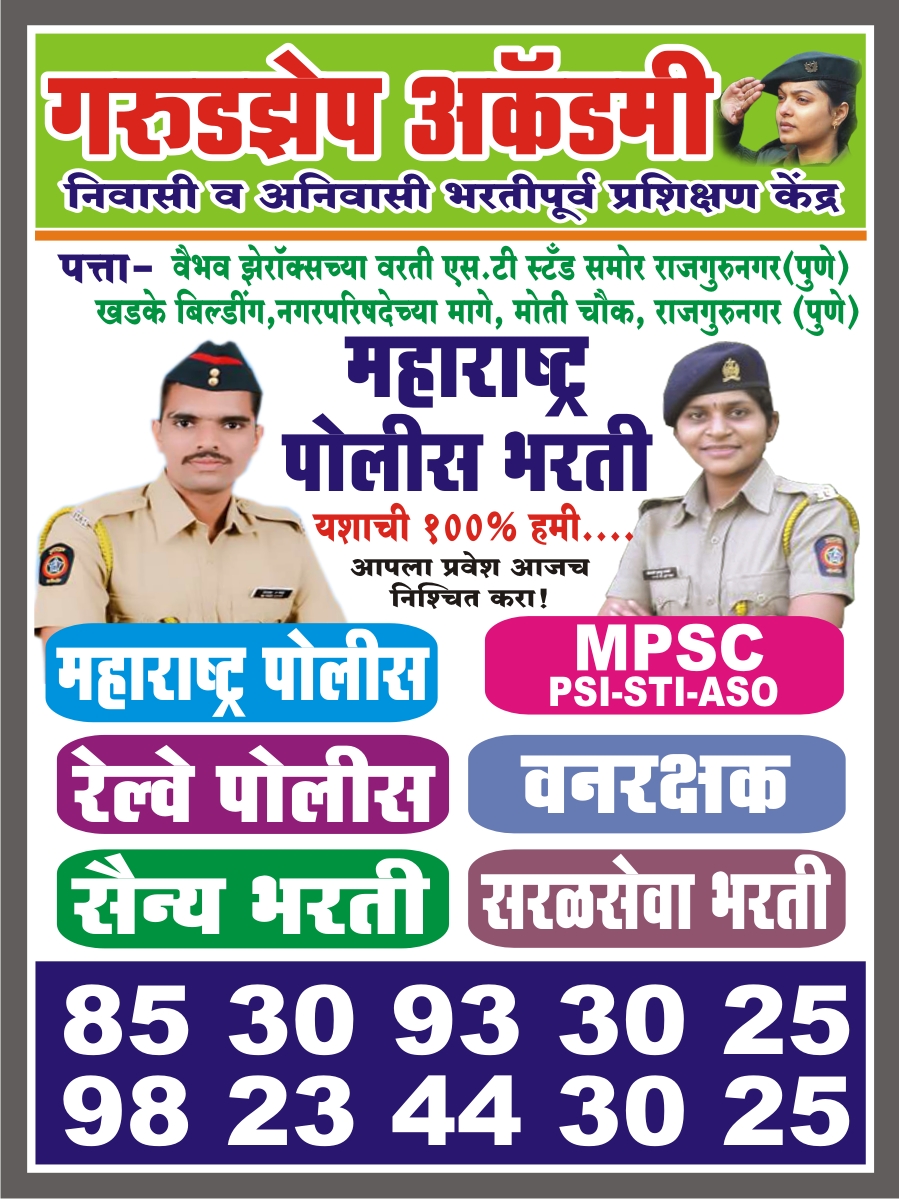 गरुडझेप अॅकॅडमी
निवासी व अनिवासी भरतीपूर्व प्रशिक्षण केंद्र
पत्ता- वैभव झेरॉक्सच्या वरती एस.टी स्टॅंड समोर राजगुरुनगर(पुणे)
खडके बिल्डींग,नगरपरिषदेच्या मागे, मोती चौक, राजगुरुनगर (पुणे)
महाराष्ट्र
पोलीस भरती
यशाची १००% हमी....
आपला प्रवेश आजच
निश्चित करा!
महाराष्ट्र पोलीस
MPSC
PSI-STI-ASO
रेल्वे पोलीस
वनरक्षक
सैन्य भरती
सरळसेवा भरती
85 30 93 30 25
98 23 44 30 25